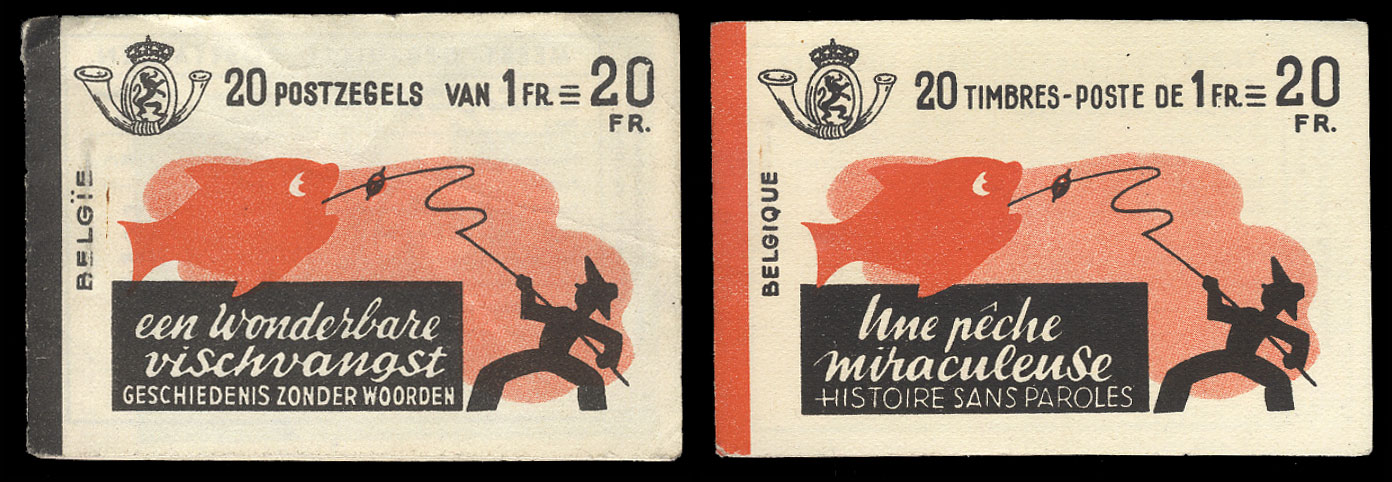 20 POSTZEGELS VAN 1 FR. = 20
FR.
BELGÏE
een Wonderbare
vischvangst
GESCHIEDENIS ZONDER WOORDEN
20 TIMBRES-POSTE DE 1 FR. = 20
FR.
BELGIQUE
Une pêche
miraculeuse
HISTOIRE SANS PAROLES